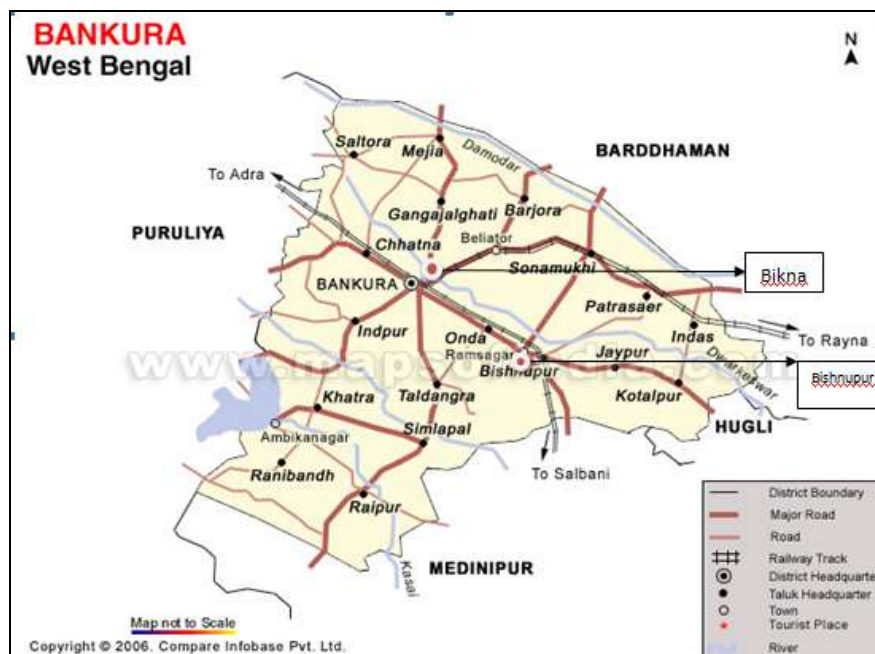 BANKURA
West Bengal
N
Saltora
Mejia
Damodar
BARDDHAMAN
To Adra
Gangajalghati
Barjora
PURULIYA
Chhatna
Beliator
Sonamukhi
BANKURA
Bikna
Patrasaer
Indpur
Onda
Indas
To Rayna
Ramsagar
Bishnupur
Jaypur
Dwarkeswar
Bishnupur
Khatra
Taldangra
Kotalpur
HUGLI
Ambikanagar
Simlapal
Ranibandh
To Salbani
Raipur
Kasai
MEDINIPUR
District Boundary
Major Road
Road
Railway Track
District Headquarte
Taluk Headquarter
Town
Tourist Place
River
Map not to Scale
Copyright © 2006. Compare Infobase Pvt. Ltd.